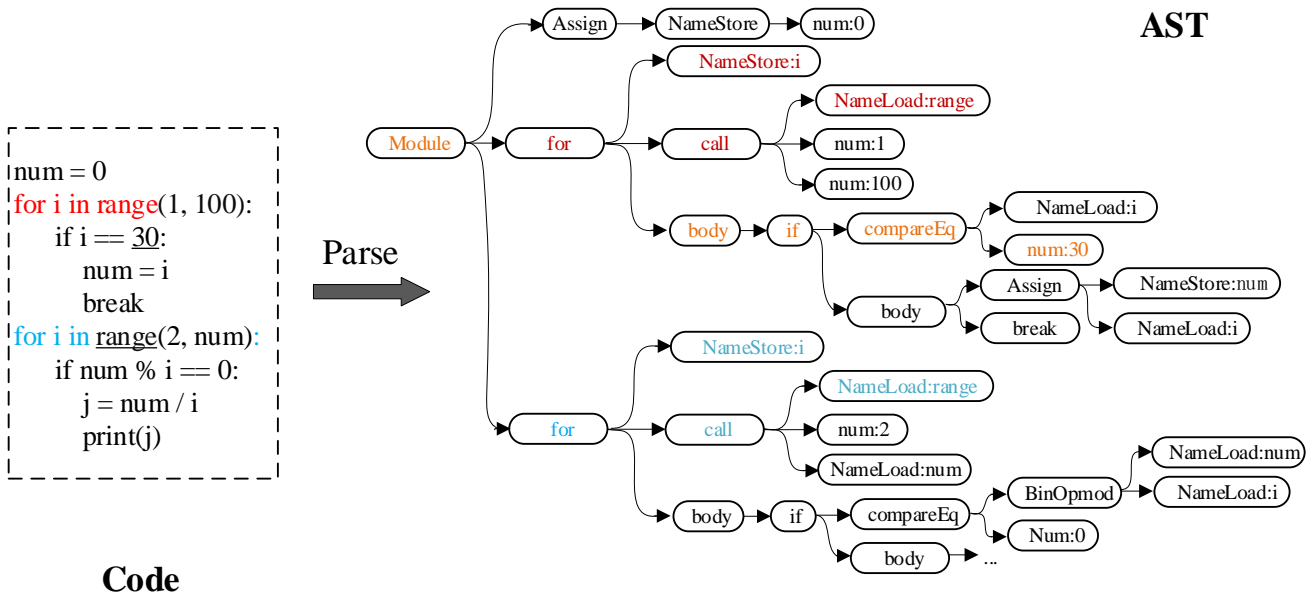 AST
Assign
NameStore
num:0
NameStore:i
NameLoad:range
Module
for
call
num:1
num:100
body
if
compareEq
NameLoad:i
num:30
body
Assign
NameStore:num
break
NameLoad:i
num = 0
for i in range(1, 100):
if i == 30:
num = i
break
for i in range(2, num):
if num % i == 0:
j = num / i
print(j)
Parse
NameStore:i
NameLoad:range
for
call
num:2
NameLoad:num
body
if
compareEq
BinOpmod
NameLoad:num
NameLoad:i
Num:0
body
...
Code